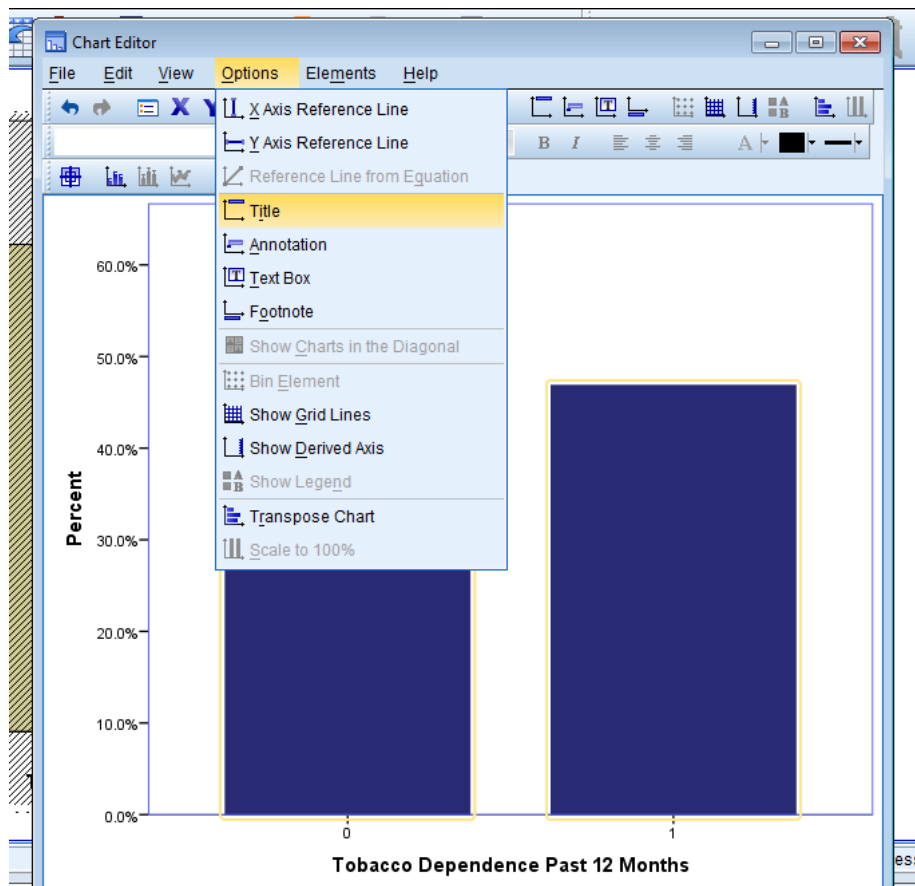 Chart Editor
File Edit View Options Elements Help
X Axis Reference Line
Y Axis Reference Line
Reference Line from Equation
Title
Annotation
Text Box
Footnote
Show Charts in the Diagonal
Bin Element
Show Grid Lines
Show Derived Axis
Show Legend
Transpose Chart
Scale to 100%
B I A
60.0%
50.0%
40.0%
30.0%
20.0%
10.0%
0.0%
Percent
0 1
Tobacco Dependence Past 12 Months